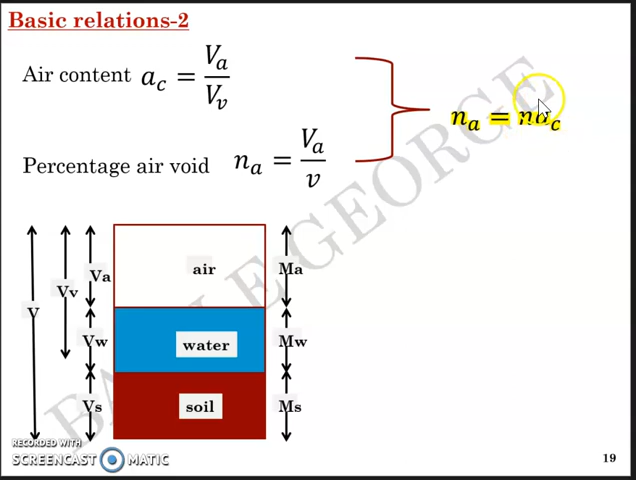 Basic relations-2
Air content a_c = V_a / V_v
n_a = na_c
Percentage air void n_a = V_a / v
Va
air
Ma
Vv
V
Vw
water
Mw
Vs
soil
Ms
RECORDED WITH
SCREENCAST MATIC
19